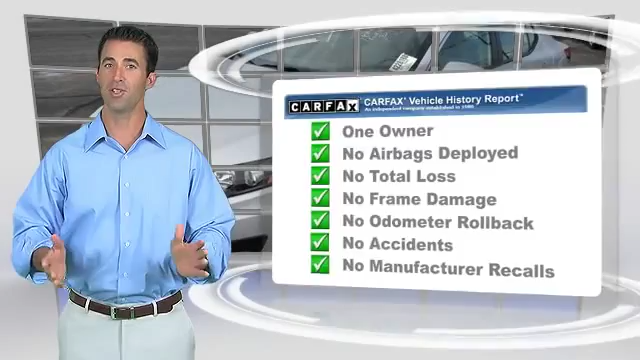 CARFAX
CARFAX Vehicle History Report™
An independent company established in 1986
One Owner
No Airbags Deployed
No Total Loss
No Frame Damage
No Odometer Rollback
No Accidents
No Manufacturer Recalls